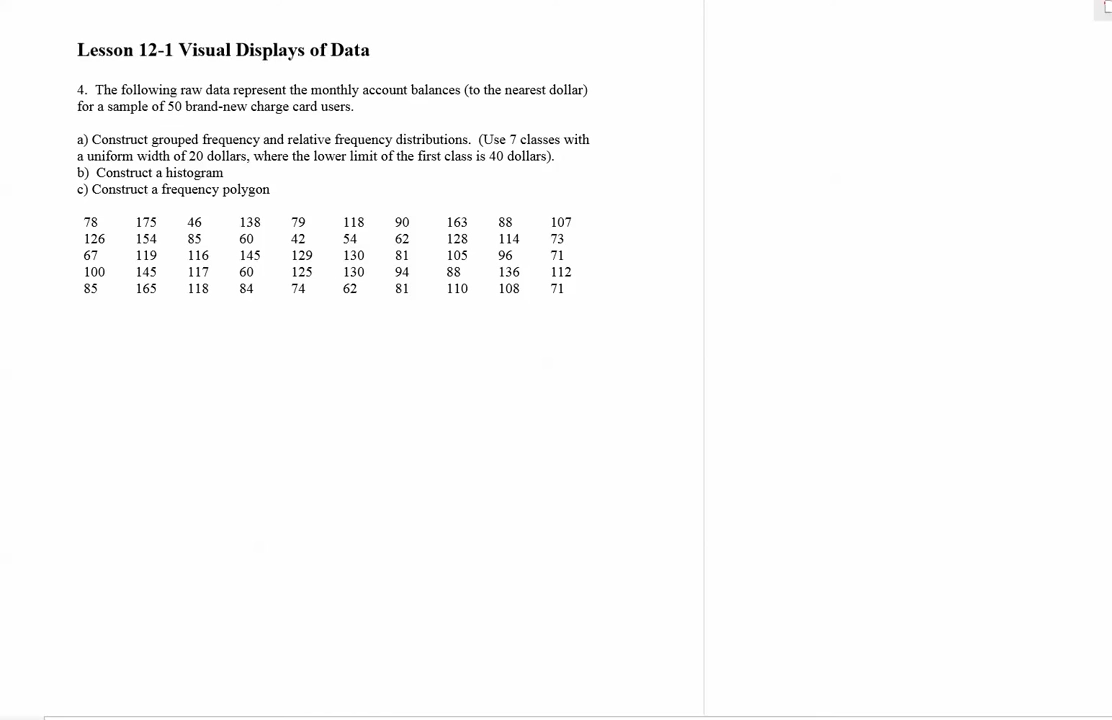 Lesson 12-1 Visual Displays of Data
4. The following raw data represent the monthly account balances (to the nearest dollar)
for a sample of 50 brand-new charge card users.
a) Construct grouped frequency and relative frequency distributions. (Use 7 classes with
a uniform width of 20 dollars, where the lower limit of the first class is 40 dollars).
b) Construct a histogram
c) Construct a frequency polygon
78 175 46 138 79 118 90 163 88 107
126 154 85 60 42 54 62 128 114 73
67 119 116 145 129 130 81 105 96 71
100 145 117 60 125 130 94 88 136 112
85 165 118 84 74 62 81 110 108 71